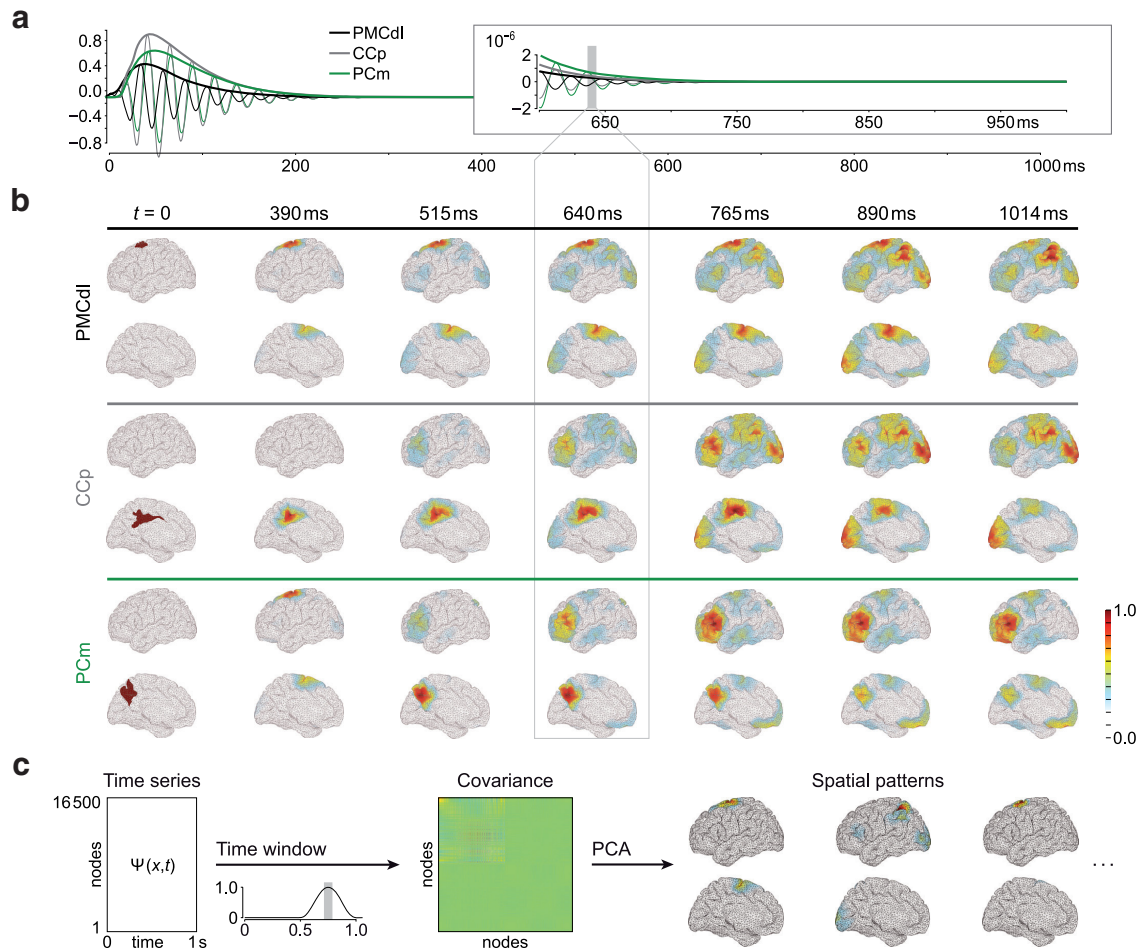 a
PMCdl
CCp
PCm
0.8
0.4
0.0
−0.4
−0.8
10⁻⁶
2
1
0
−2
650
750
850
950 ms
0
200
400
600
800
1000 ms
b
t = 0
390 ms
515 ms
640 ms
765 ms
890 ms
1014 ms
PMCdl
CCp
PCm
1.0
0.0
c
Time series
16 500
nodes
1
Ψ(x,t)
0
time
1 s
Time window
1.0
0
0
0.5
1.0
Covariance
nodes
nodes
PCA
Spatial patterns
...